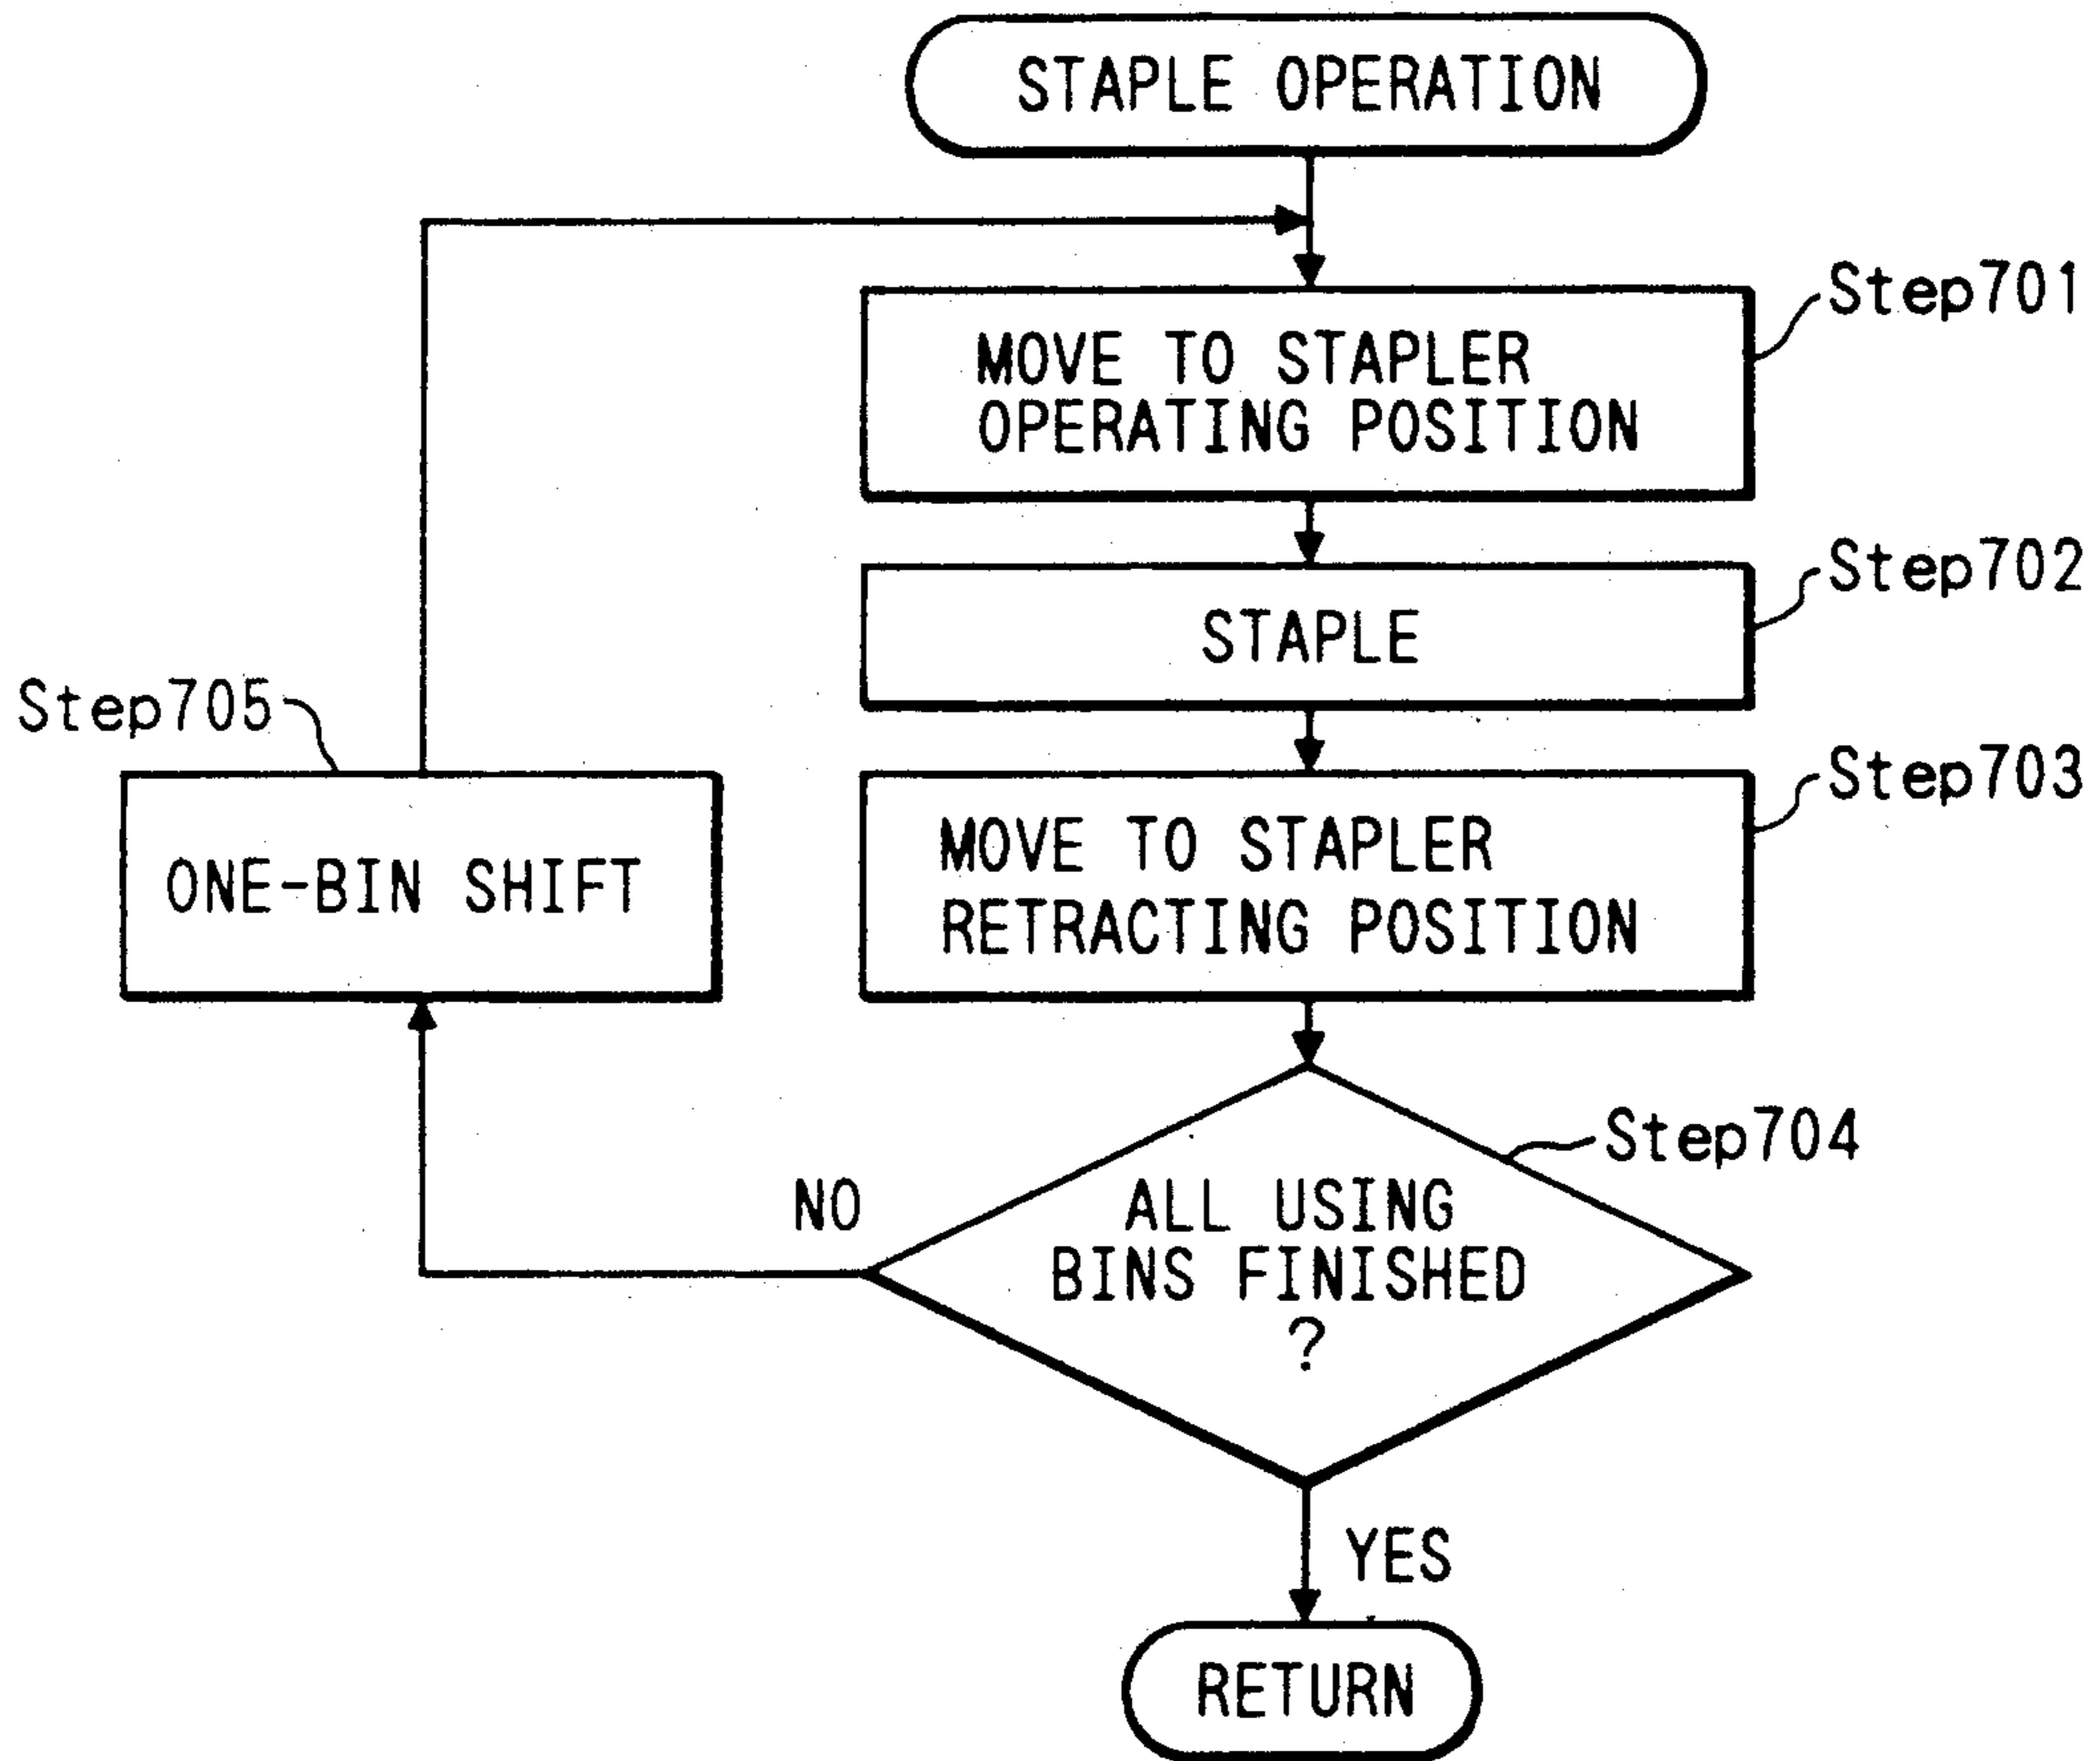 STAPLE OPERATION
Step701
MOVE TO STAPLER
OPERATING POSITION
Step702
STAPLE
Step703
MOVE TO STAPLER
RETRACTING POSITION
Step705
ONE-BIN SHIFT
Step704
ALL USING
BINS FINISHED
?
NO
YES
RETURN